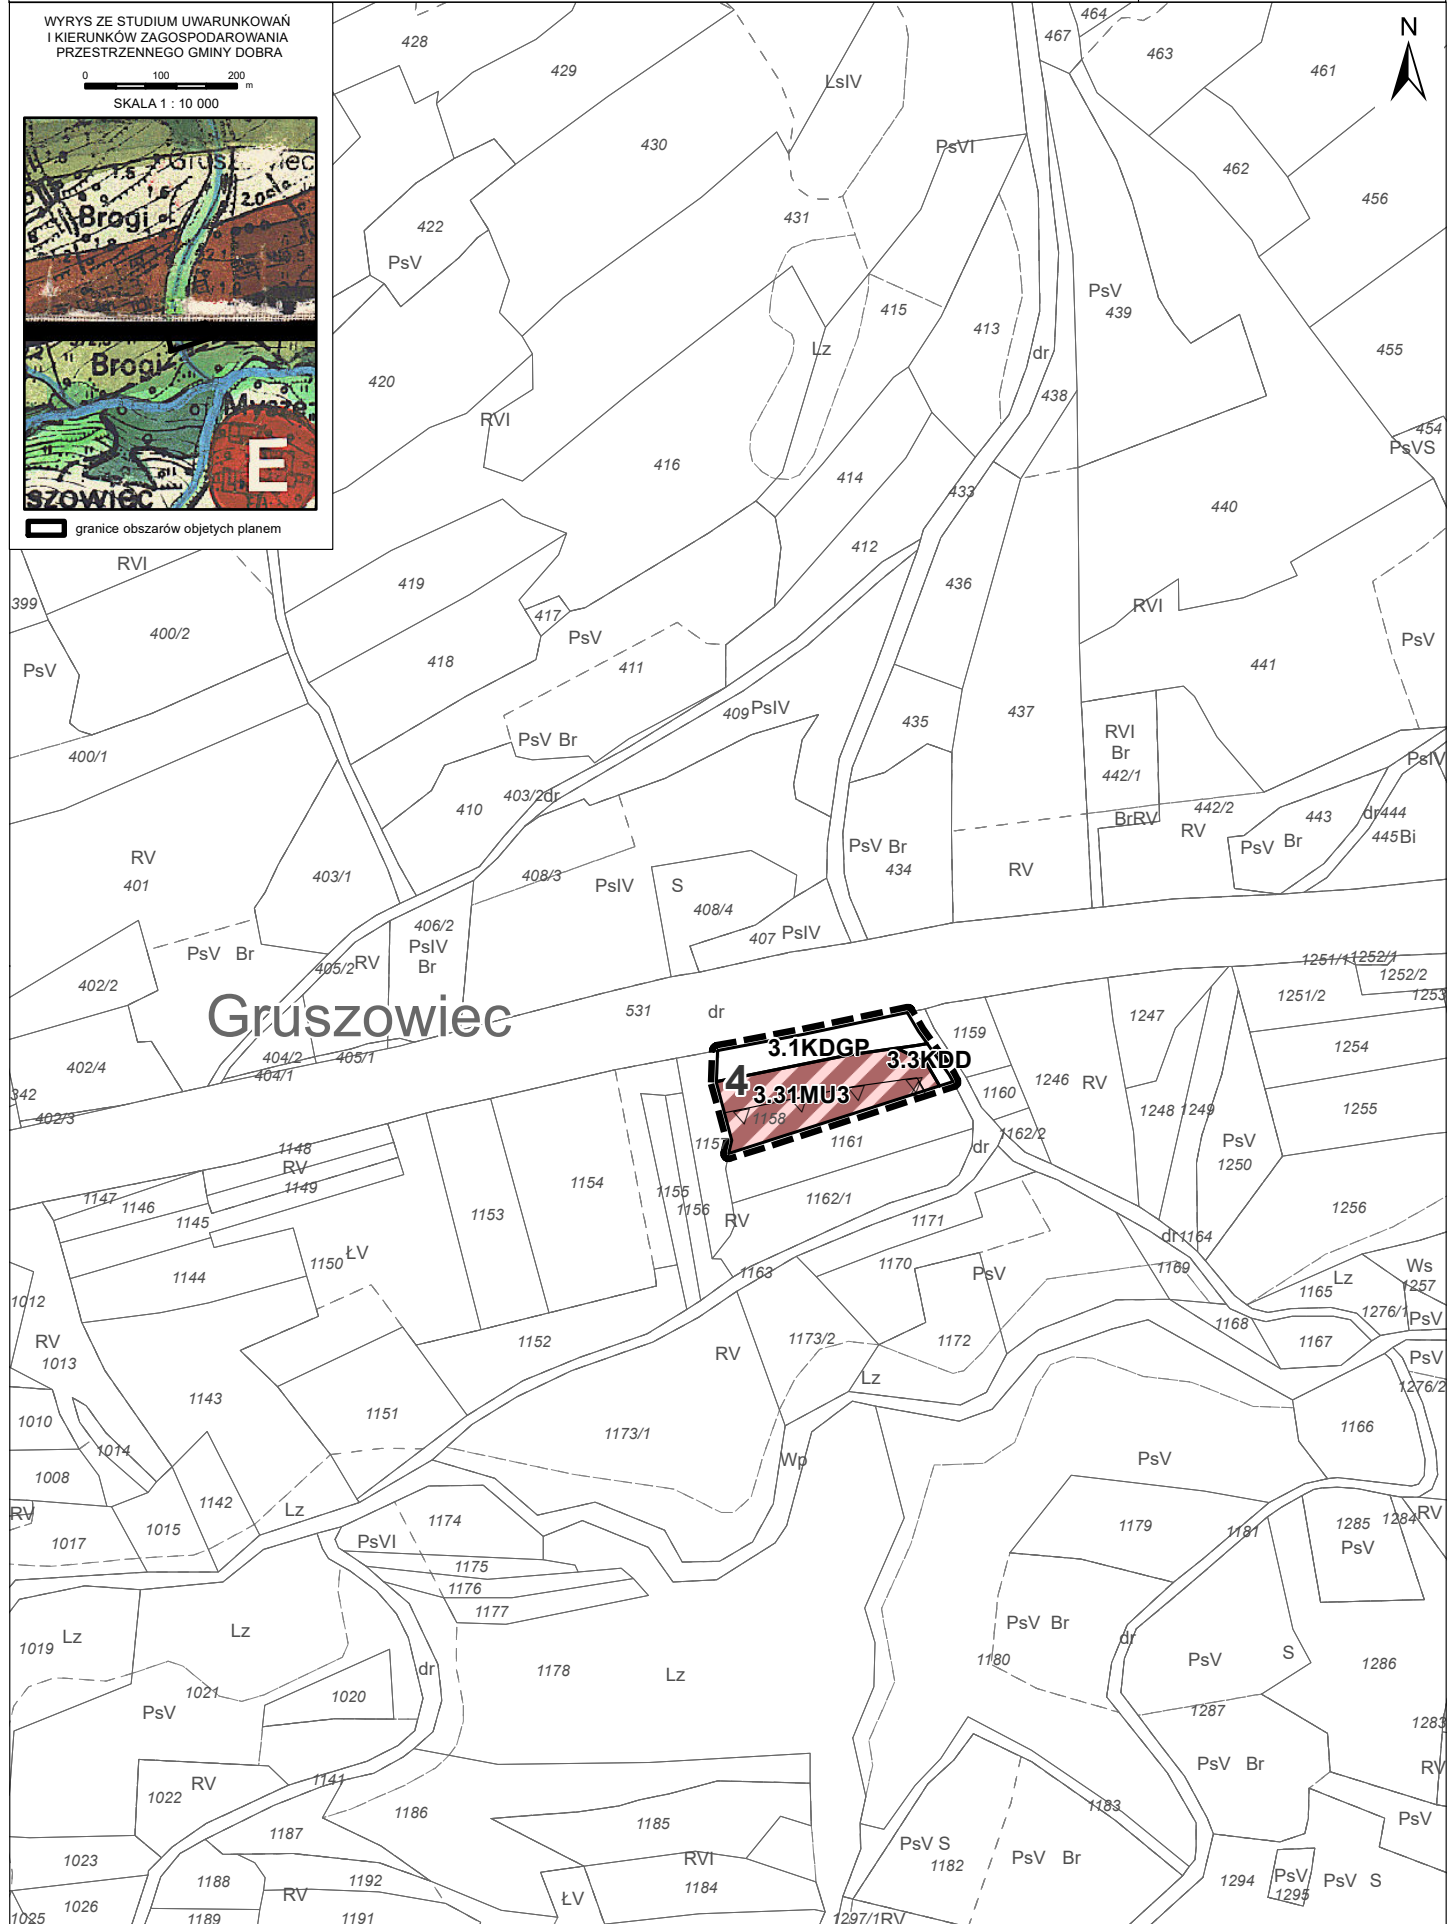 WYRYS ZE STUDIUM UWARUNKOWAŃ
I KIERUNKÓW ZAGOSPODAROWANIA
PRZESTRZENNEGO GMINY DOBRA
0 100 200 m
SKALA 1 : 10 000
Brogi
Brogi
E
granice obszarów objetych planem
N
464
467
463
461
428
429
LsIV
430
PsVI
462
456
422
431
PsV
PsV
439
415
413
455
Lz
dr
420
438
RVI
454
PsVS
416
414
433
440
412
RVI
419
436
399
RVI
417
400/2
PsV
PsV
PsV
418
411
441
409 PsIV
435
437
PsV Br
RVI
Br
442/1
400/1
PsIV
410
403/2 dr
442/2
443
dr 444
BrRV
RV
445 Bi
PsV Br
PsV Br
434
RV
RV
401
403/1
408/3
PsIV
S
408/4
406/2
PsIV
Br
407 PsIV
PsV Br
405/2 RV
1251/1
1252/1
1252/2
402/2
1251/2
1253
Gruszowiec
531
dr
1159
1247
3.1KDGP
3.3KDD
404/2
405/1
404/1
402/4
4
3.31MU3
1158
1160
1246
RV
1254
342
402/3
1248
1249
1255
1157
1161
1162/2
dr
PsV
1250
1148
RV
1149
1154
1155
1156
1162/1
1147
1146
1145
1153
RV
1171
1256
dr 1164
1150
ŁV
1144
1163
1170
PsV
1169
Lz
1165
Ws
1257
1012
1276/1
PsV
RV
1013
1152
RV
1173/2
1172
1168
1167
PsV
1276/2
Lz
1143
1010
1151
1014
1173/1
1166
Wp
PsV
1008
1142
Lz
RV
1017
1015
1174
PsVI
1179
1181
1285
PsV
1284
RV
1175
1176
1177
1019
Lz
Lz
PsV Br
1180
dr
1178
Lz
dr
PsV
S
1286
1021
PsV
1020
1287
1283
RV
PsV Br
RV
1022
1141
1186
1185
1183
PsV
1187
PsV S
1182
PsV Br
1023
RVI
1184
1188
RV
1192
ŁV
1294
PsV
1295
PsV S
1026
1025
1189
1191
1297/1 RV